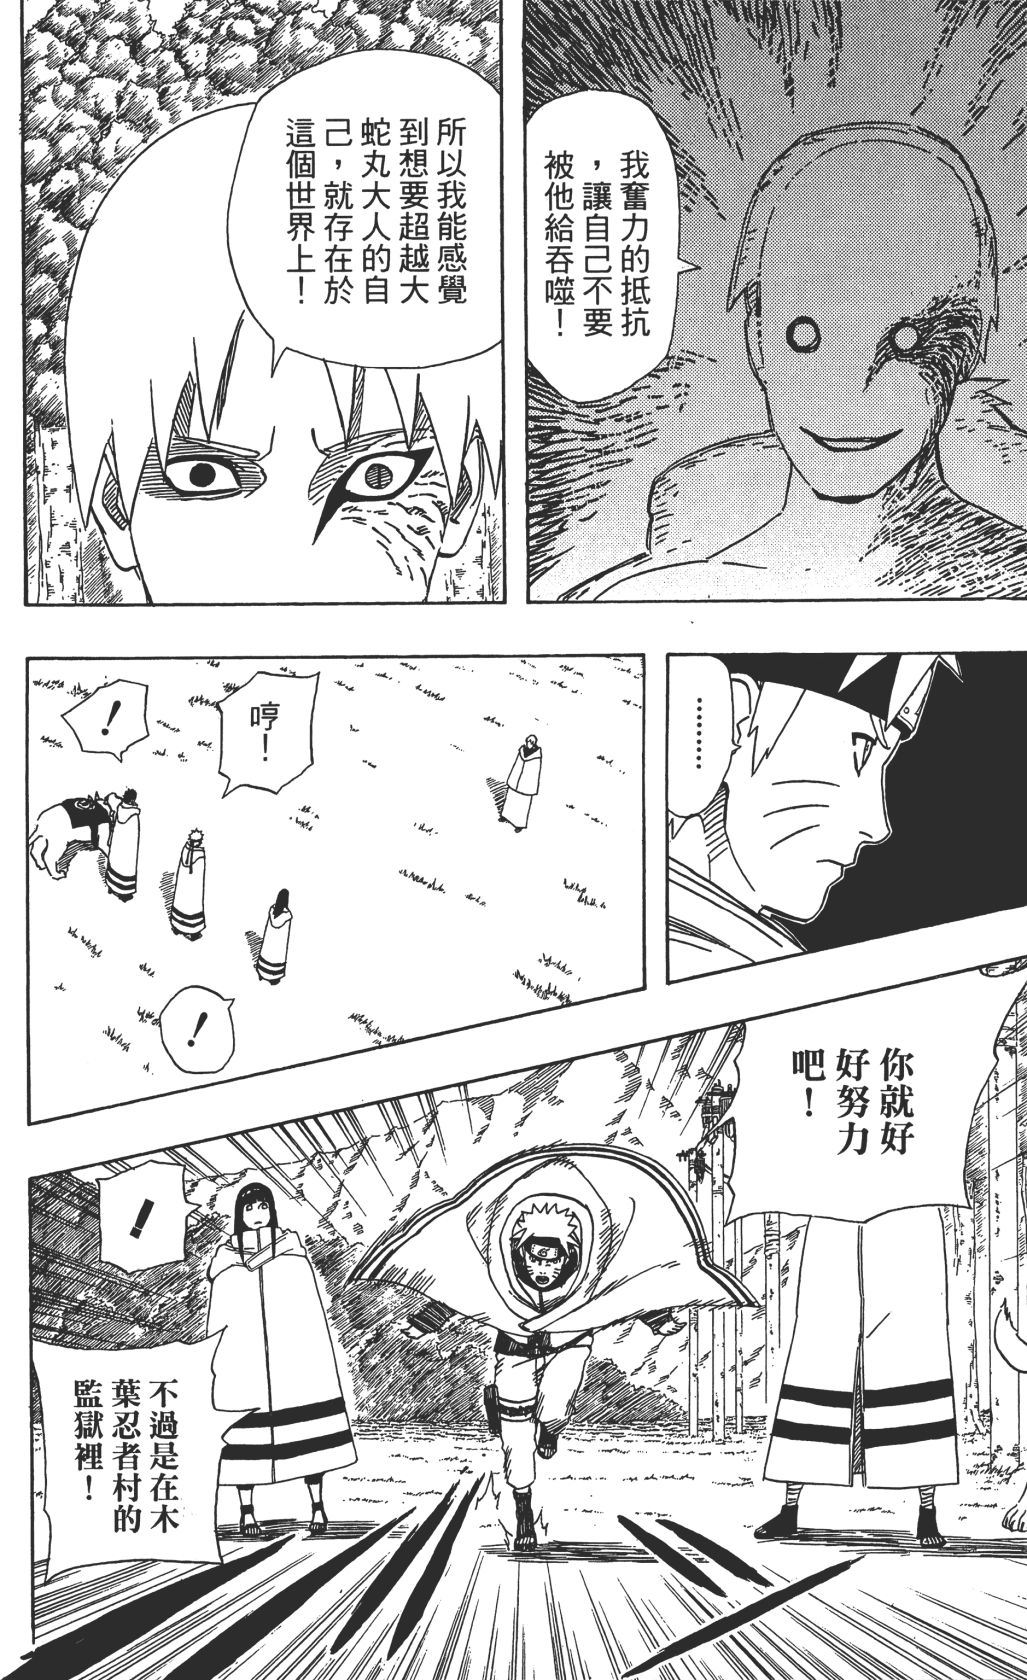 我奮力的抵抗
，讓自己不要
被他給吞噬！
所以我能感覺
到想要超越大
蛇丸大人的自
己，就存在於
這個世界上！
………
哼！
！
！
你就好
好努力
吧！
！
不過是在木
葉忍者村的
監獄裡！